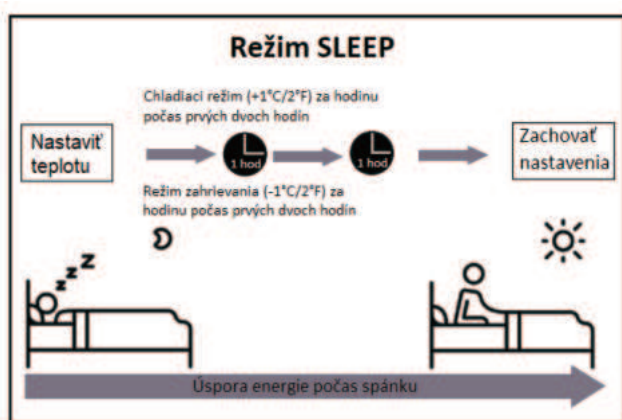 Režim SLEEP
Chladiaci režim (+1°C/2°F) za hodinu
počas prvých dvoch hodín
Nastaviť
teplotu
1 hod
1 hod
Zachovať
nastavenia
Režim zahrievania (-1°C/2°F) za
hodinu počas prvých dvoch hodín
z z Z
Úspora energie počas spánku